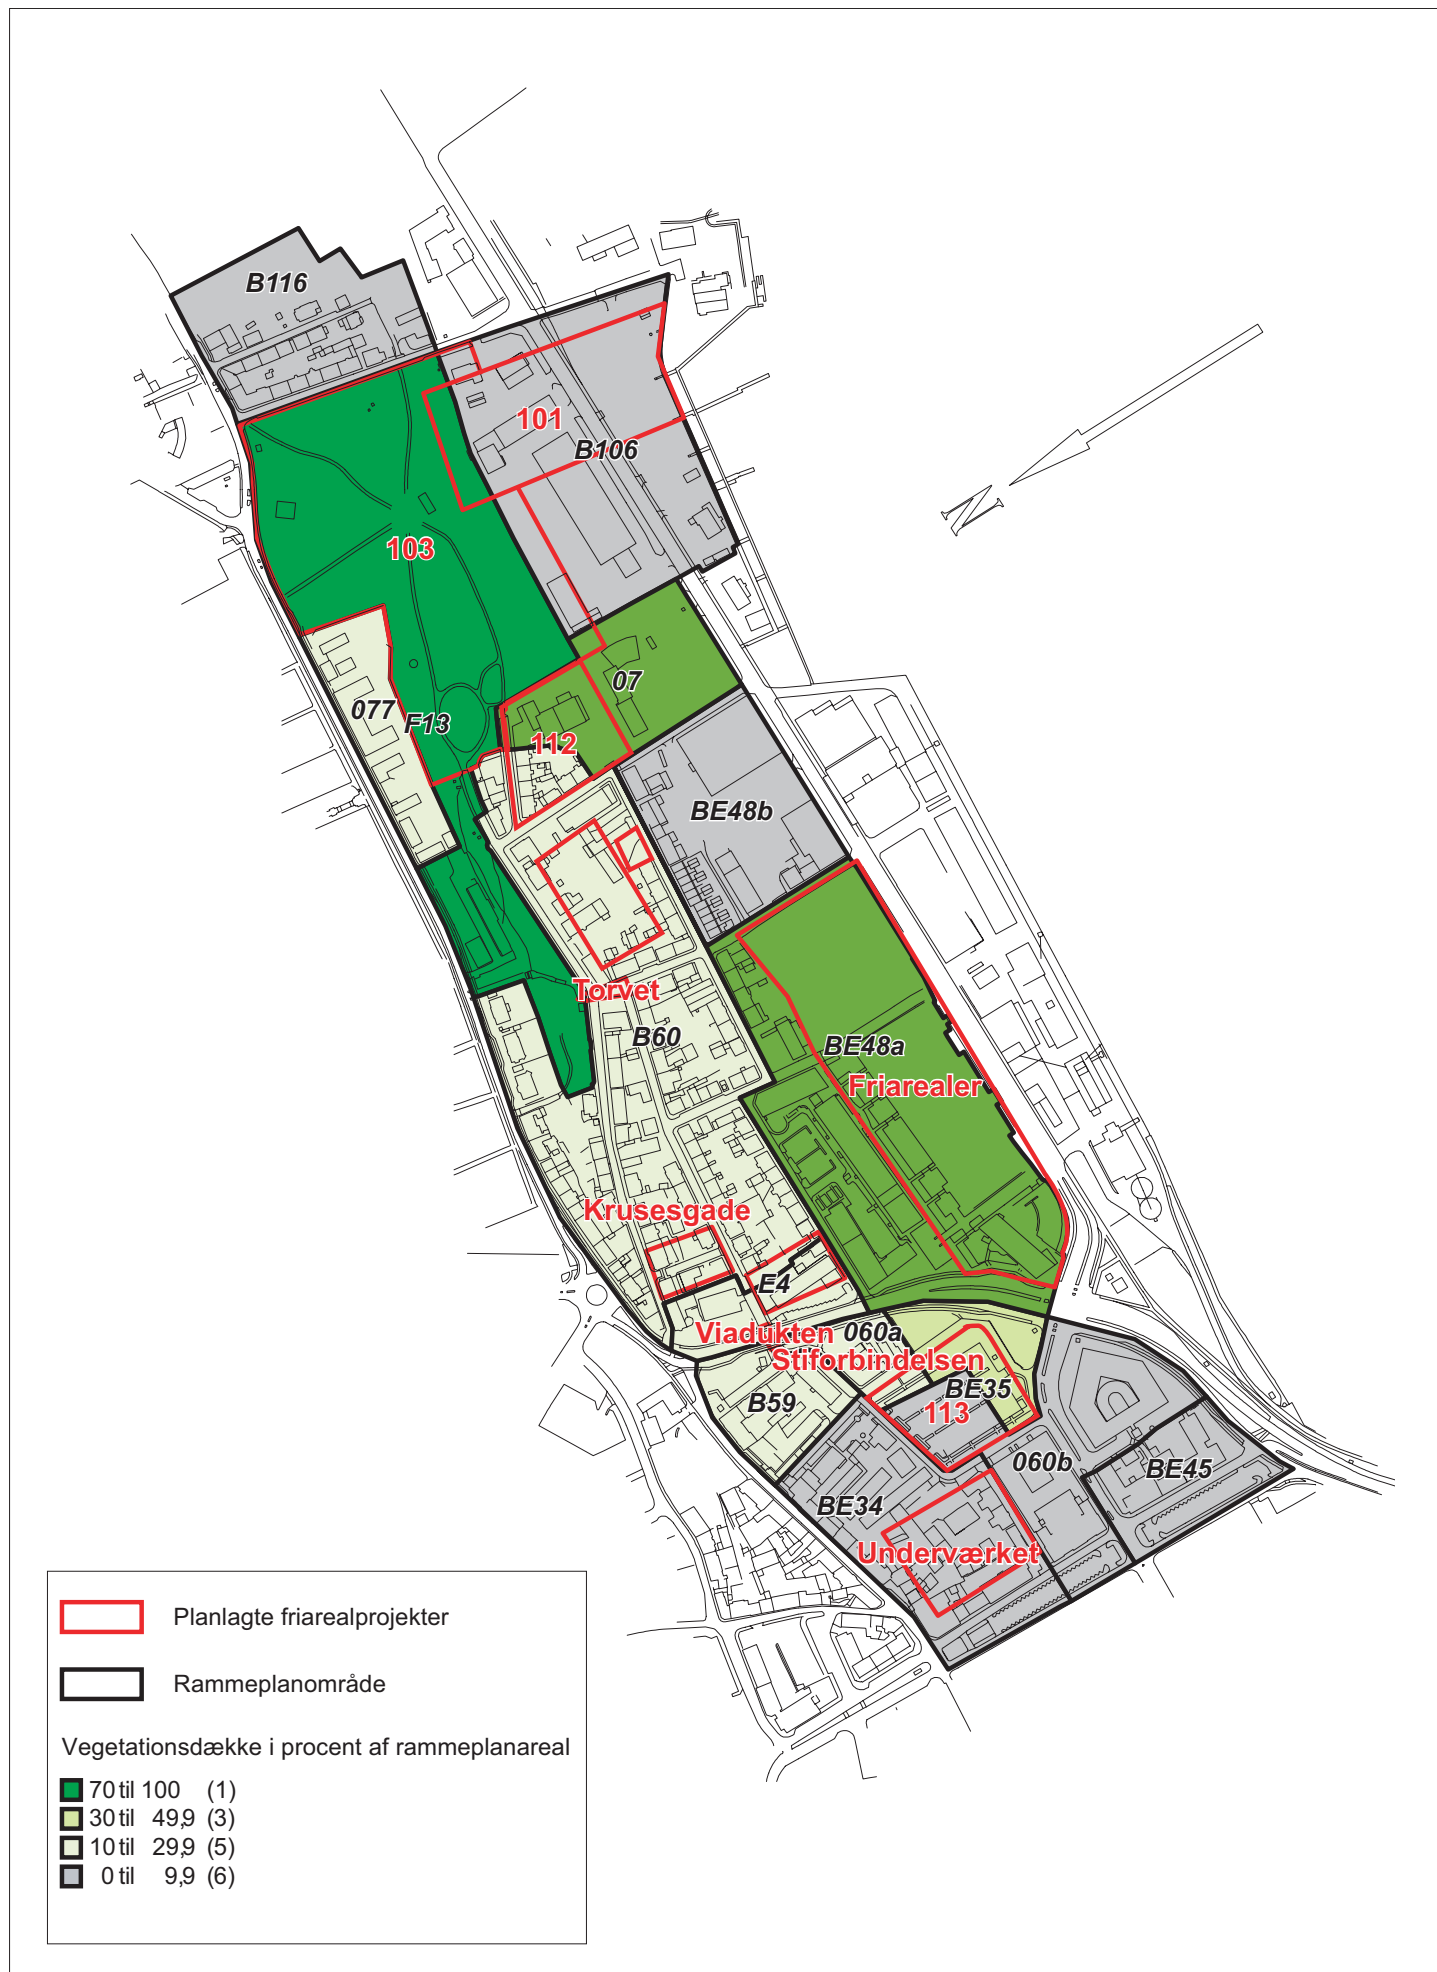 B116
101
B106
103
07
077
F13
112
N
BE48b
Torvet
B60
BE48a
Friarealer
Krusesgade
E4
Viadukten
060a
Stiforbindelsen
BE35
B59
113
060b
BE45
BE34
Underværket
Planlagte friarealprojekter
Rammeplanområde
Vegetationsdække i procent af rammeplanareal
70 til 100 (1)
30 til 49,9 (3)
10 til 29,9 (5)
0 til 9,9 (6)